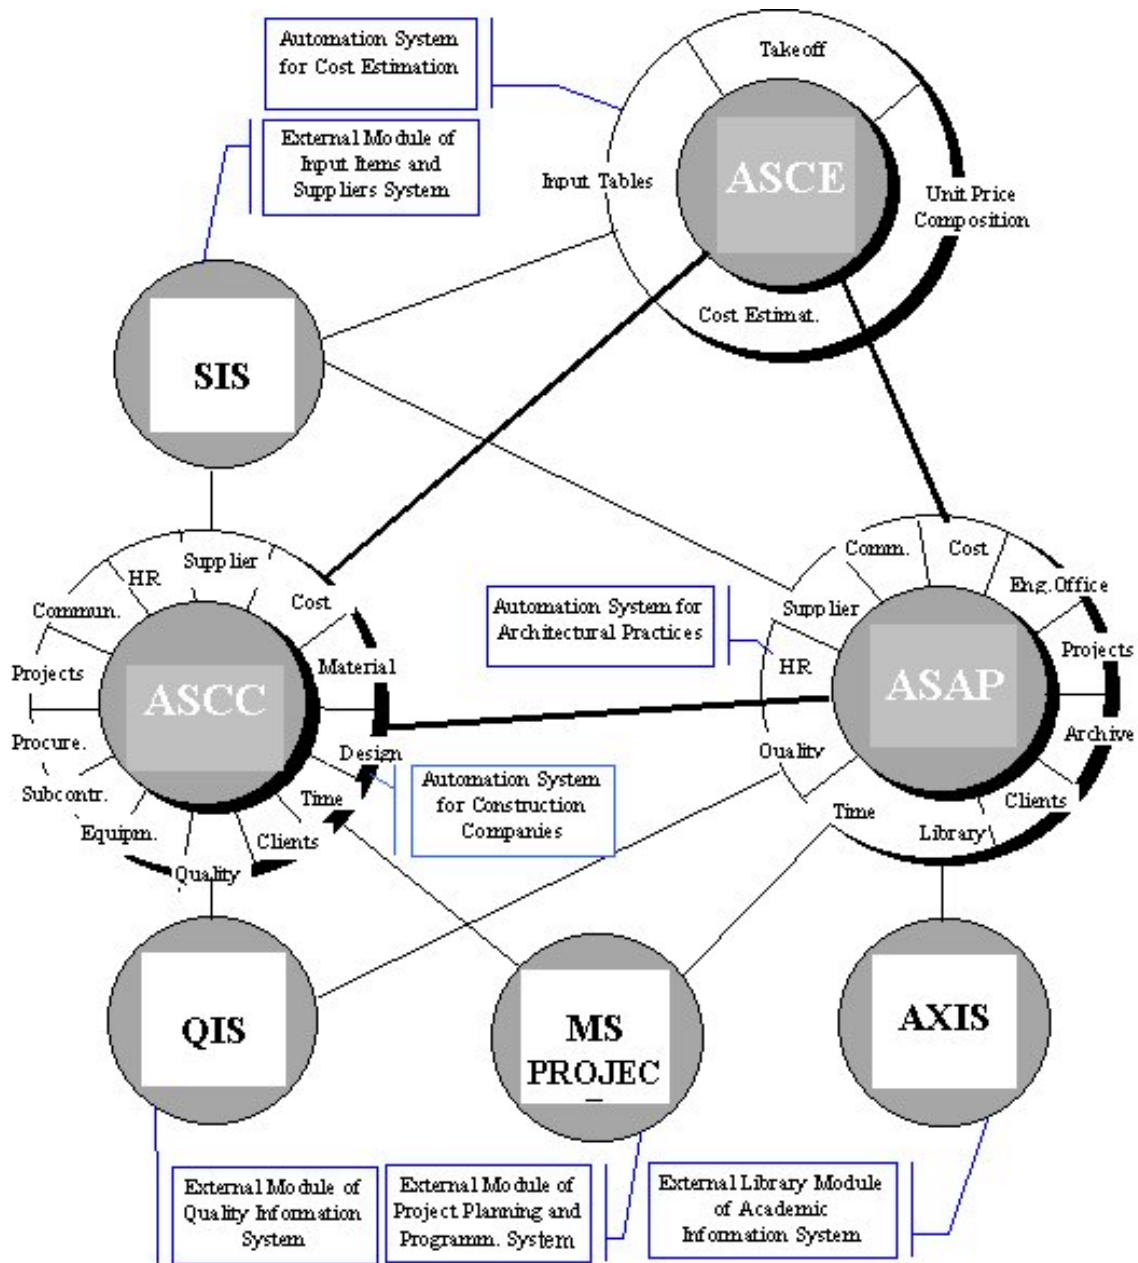 Automation System
for Cost Estimation
Takeoff
External Module of
Input Items and
Suppliers System
Input Tables
ASCE
Unit Price
Composition
Cost Estimat.
SIS
Supplier
HR
Commun.
Cost
Projects
Material
ASCC
Procure.
Design
Subcontr.
Time
Equipm.
Clients
Quality
Automation System for
Architectural Practices
Automation System
for Construction
Companies
Comm.
Cost
Eng.Office
Supplier
Projects
HR
ASAP
Archive
Quality
Clients
Time
Library
QIS
MS
PROJEC
AXIS
External Module of
Quality Information
System
External Module of
Project Planning and
Programm. System
External Library Module
of Academic
Information System